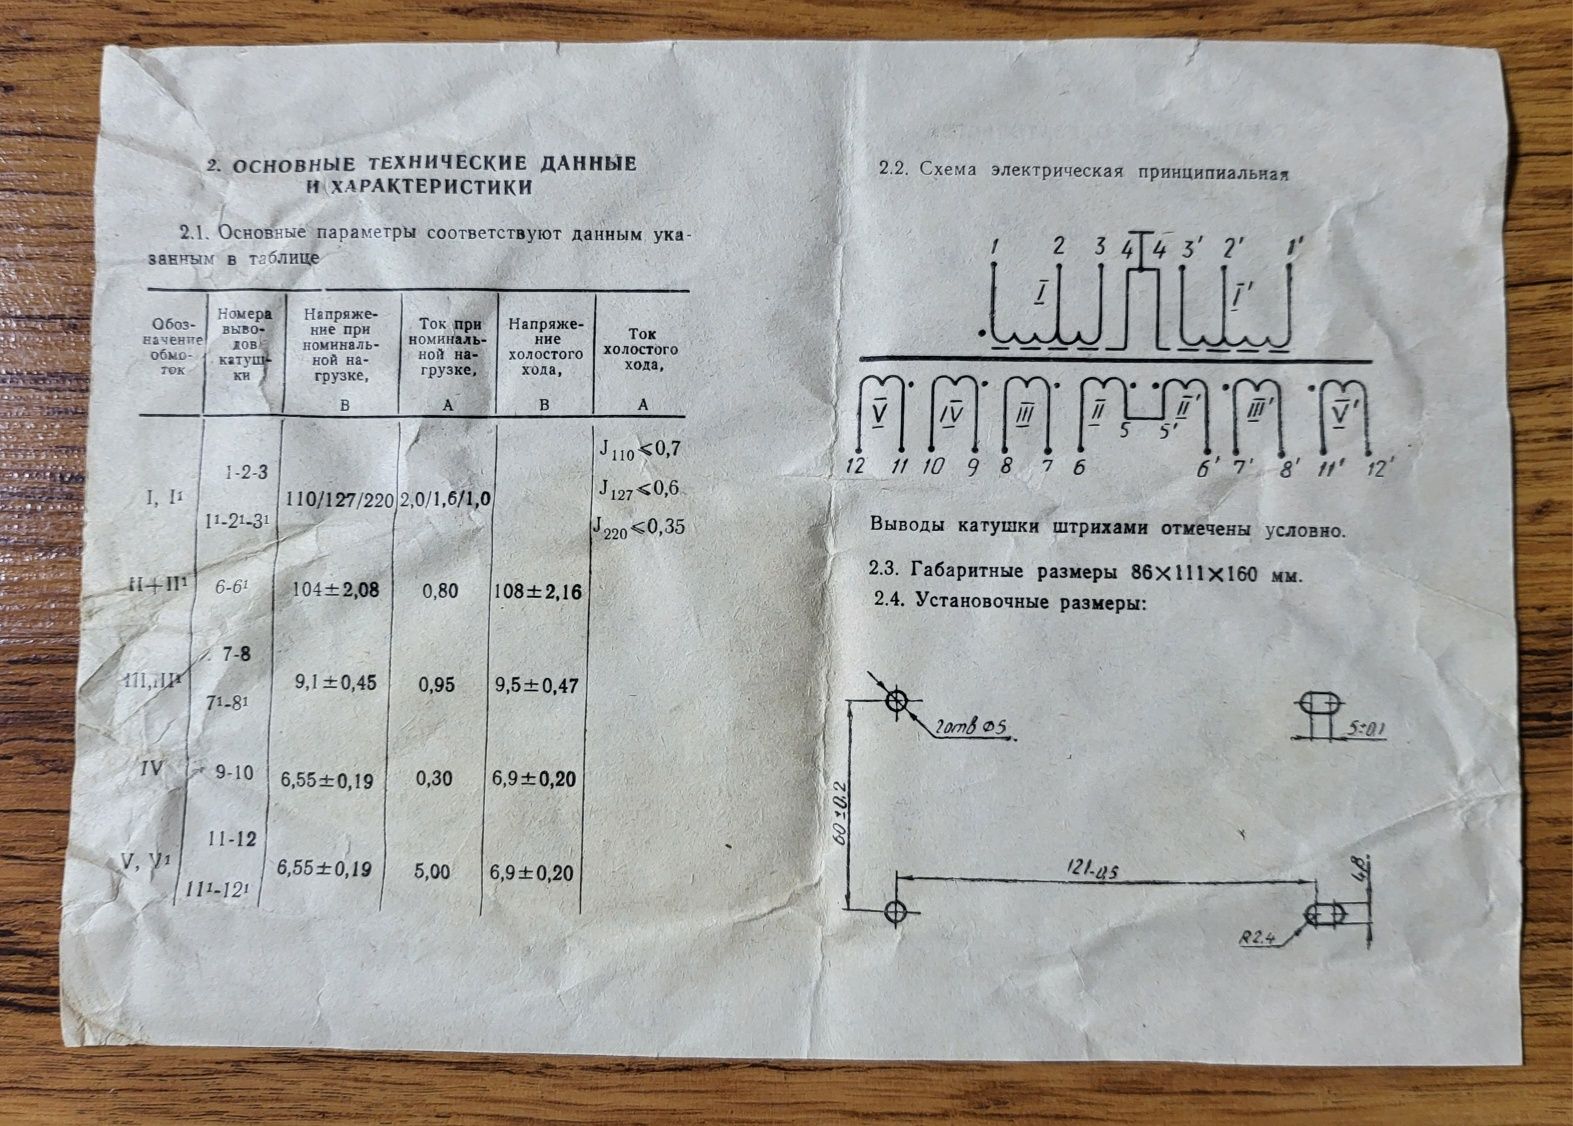 2. ОСНОВНЫЕ ТЕХНИЧЕСКИЕ ДАННЫЕ
И ХАРАКТЕРИСТИКИ
2.1. Основные параметры соответствуют данным ука-
занным в таблице
Обоз-
начение
обмо-
ток
Номера
выво-
дов
катуш-
ки
Напряже-
ние при
номиналь-
ной на-
грузке,
В
Ток при
номиналь-
ной на-
грузке,
А
Напряже-
ние
холостого
хода,
В
Ток
холостого
хода,
А
I, I¹
1-2-3
1¹-2¹-3¹
110/127/220
2,0/1,6/1,0
J₁₁₀⩽0,7
J₁₂₇⩽0,6
J₂₂₀⩽0,35
II+II¹ 6-6¹ 104±2,08 0,80 108±2,16
III,III¹
7-8
7¹-8¹
9,1±0,45 0,95 9,5±0,47
IV 9-10 6,55±0,19 0,30 6,9±0,20
V, V¹
11-12
11¹-12¹
6,55±0,19 5,00 6,9±0,20
2.2. Схема электрическая принципиальная
1 2 3 4 4 3' 2' 1'
I I'
V IV III II II' III' V'
5 5'
12 11 10 9 8 7 6 6' 7' 8' 11' 12'
Выводы катушки штрихами отмечены условно.
2.3. Габаритные размеры 86×111×160 мм.
2.4. Установочные размеры:
2отв Ф5
5±0,1
60±0,2
121-0,5
4,8
R2.4